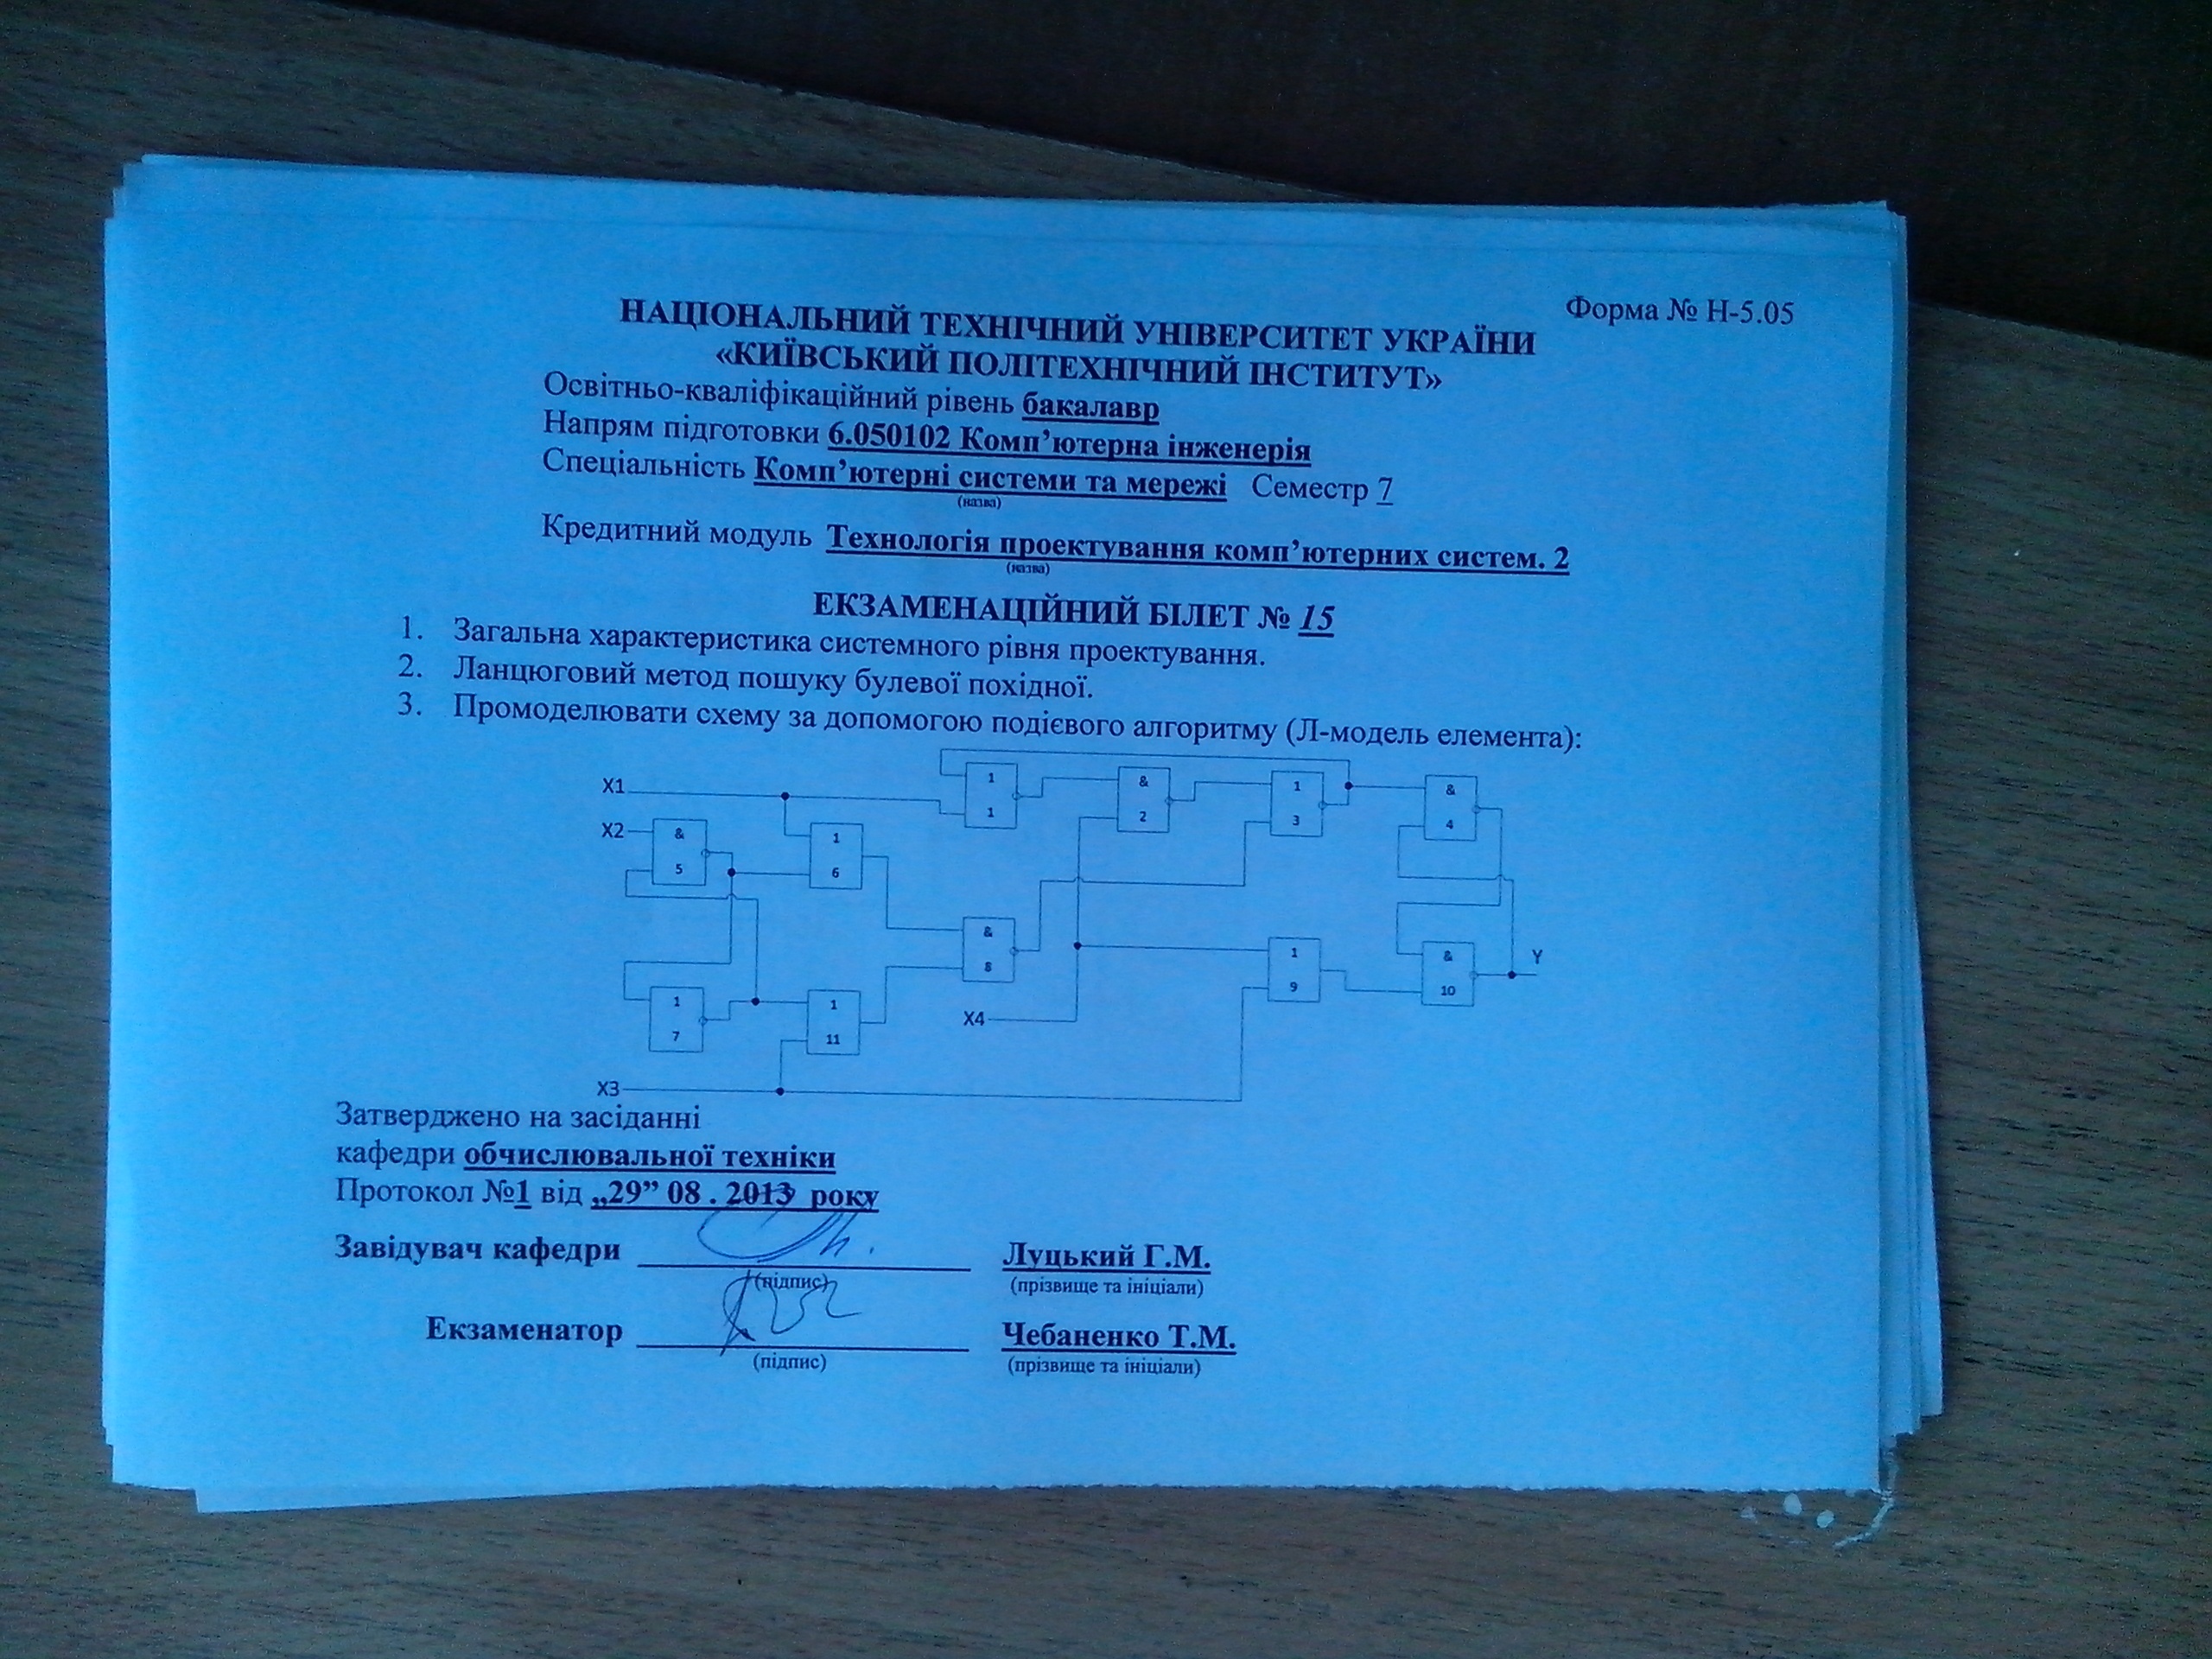 Форма № Н-5.05
НАЦІОНАЛЬНИЙ ТЕХНІЧНИЙ УНІВЕРСИТЕТ УКРАЇНИ
«КИЇВСЬКИЙ ПОЛІТЕХНІЧНИЙ ІНСТИТУТ»
Освітньо-кваліфікаційний рівень бакалавр
Напрям підготовки 6.050102 Комп’ютерна інженерія
Спеціальність Комп’ютерні системи та мережі Семестр 7
(назва)
Кредитний модуль Технологія проектування комп’ютерних систем. 2
(назва)
ЕКЗАМЕНАЦІЙНИЙ БІЛЕТ № 15
1. Загальна характеристика системного рівня проектування.
2. Ланцюговий метод пошуку булевої похідної.
3. Промоделювати схему за допомогою подієвого алгоритму (Л-модель елемента):
X1
1
1
&
2
1
3
&
4
X2
&
5
1
6
&
8
1
9
&
10
Y
1
7
1
11
X4
X3
Затверджено на засіданні
кафедри обчислювальної техніки
Протокол №1 від „29” 08 . 2013 року
Завідувач кафедри
(підпис)
Луцький Г.М.
(прізвище та ініціали)
Екзаменатор
(підпис)
Чебаненко Т.М.
(прізвище та ініціали)